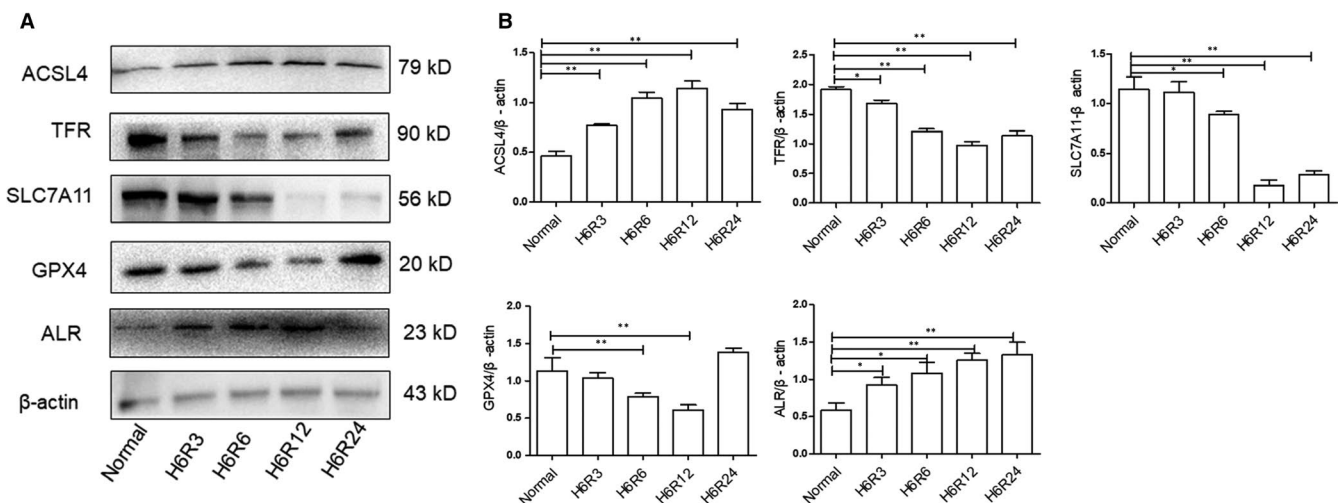 A
ACSL4 79 kD
TFR 90 kD
SLC7A11 56 kD
GPX4 20 kD
ALR 23 kD
β-actin 43 kD
Normal H6R3 H6R6 H6R12 H6R24
B
ACSL4/β - actin
1.5
1.0
0.5
0.0
**
**
**
**
Normal H6R3 H6R6 H6R12 H6R24
TFR/β - actin
2.5
2.0
1.5
1.0
0.5
0.0
**
**
**
*
Normal H6R3 H6R6 H6R12 H6R24
SLC7A11-β actin
1.5
1.0
0.5
0.0
**
**
*
Normal H6R3 H6R6 H6R12 H6R24
GPX4/β -actin
2.0
1.5
1.0
0.5
0.0
**
**
Normal H6R3 H6R6 H6R12 H6R24
ALR/β - actin
2.0
1.5
1.0
0.5
0.0
**
**
*
*
Normal H6R3 H6R6 H6R12 H6R24